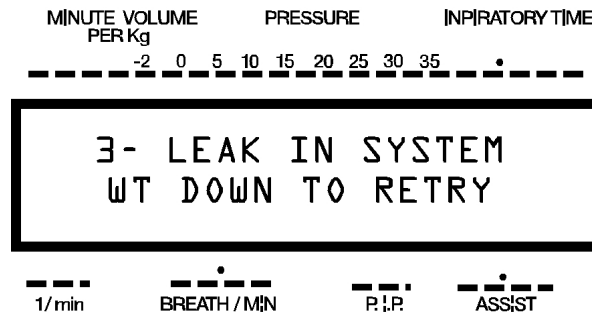 MINUTE VOLUME PRESSURE INPIRATORY TIME
PER Kg
-2 0 5 10 15 20 25 30 35
3- LEAK IN SYSTEM
WT DOWN TO RETRY
1/min BREATH / MIN P.I.P. ASSIST